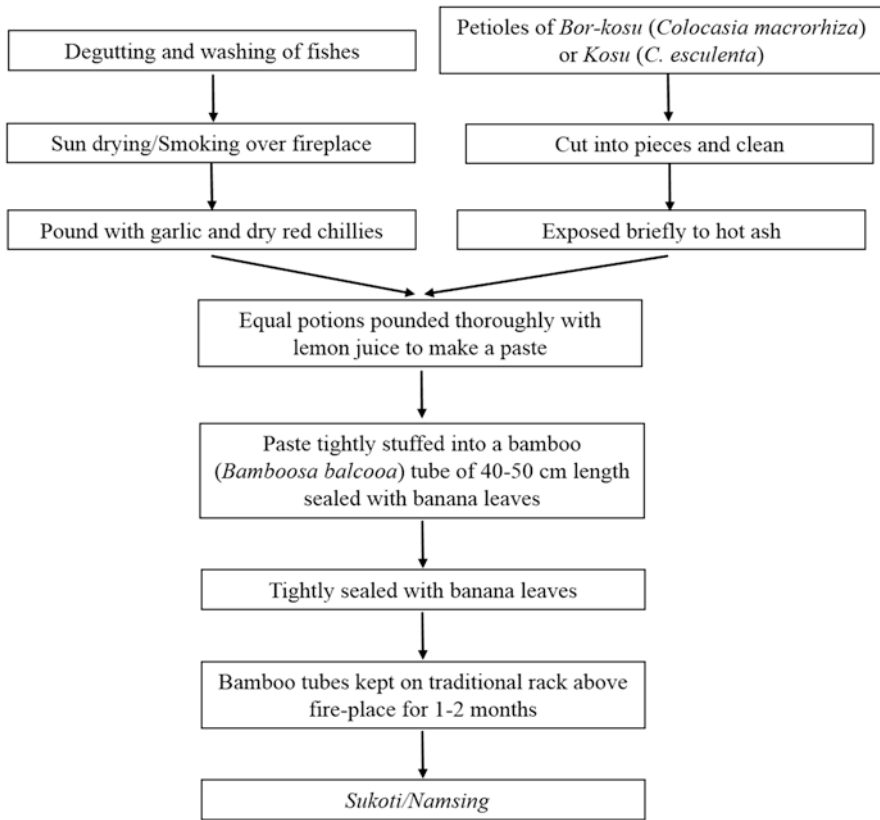 Degutting and washing of fishes
Petioles of Bor-kosu (Colocasia macrorhiza)
or Kosu (C. esculenta)
Sun drying/Smoking over fireplace
Cut into pieces and clean
Pound with garlic and dry red chillies
Exposed briefly to hot ash
Equal potions pounded thoroughly with
lemon juice to make a paste
Paste tightly stuffed into a bamboo
(Bamboosa balcooa) tube of 40-50 cm length
sealed with banana leaves
Tightly sealed with banana leaves
Bamboo tubes kept on traditional rack above
fire-place for 1-2 months
Sukoti/Namsing